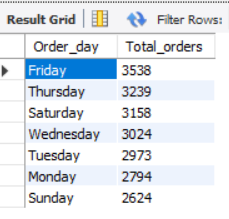 Result Grid Filter Rows:
Order_day Total_orders
Friday 3538
Thursday 3239
Saturday 3158
Wednesday 3024
Tuesday 2973
Monday 2794
Sunday 2624